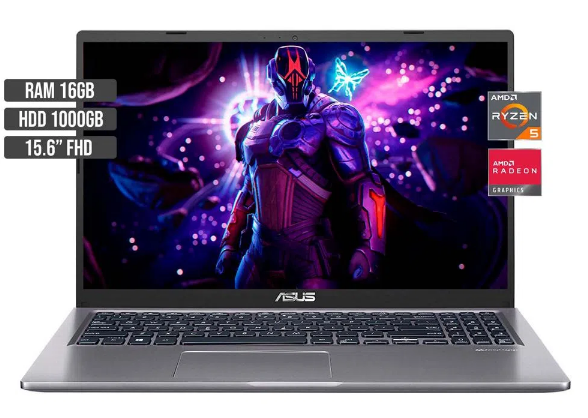 RAM 16GB
HDD 1000GB
15.6” FHD
AMD
RYZEN
5
AMD
RADEON
GRAPHICS
ASUS